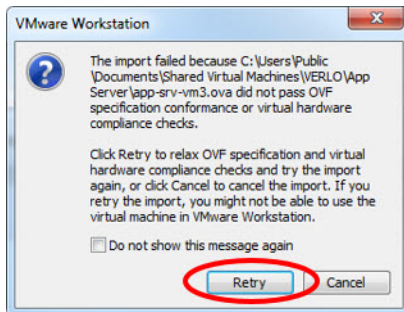 VMware Workstation
The import failed because C:\Users\Public
\Documents\Shared Virtual Machines\VERLO\App
Server\app-srv-vm3.ova did not pass OVF
specification conformance or virtual hardware
compliance checks.
Click Retry to relax OVF specification and virtual
hardware compliance checks and try the import
again, or click Cancel to cancel the import. If you
retry the import, you might not be able to use the
virtual machine in VMware Workstation.
Do not show this message again
Retry Cancel